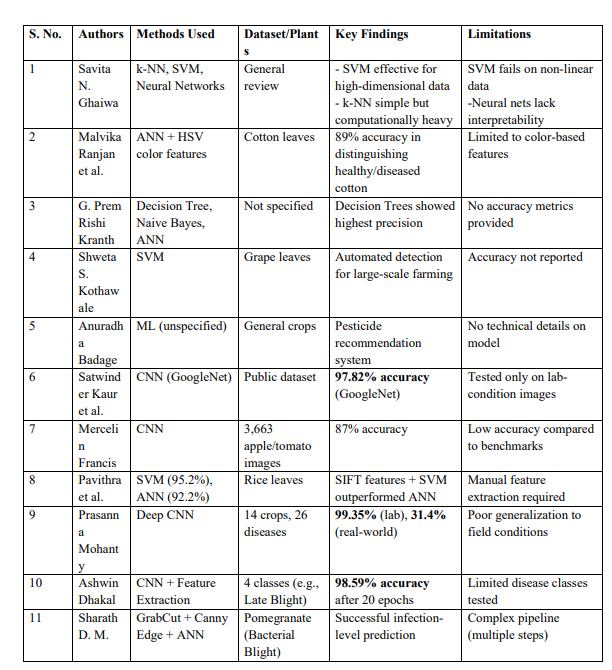 S. No. Authors Methods Used Dataset/Plant Key Findings Limitations
s
1 Savita k-NN, SVM, General - SVM effective for SVM fails on non-linear
N. Neural Networks review high-dimensional data data
Ghaiwa - k-NN simple but -Neural nets lack
computationally heavy interpretability
2 Malvika ANN + HSV Cotton leaves 89% accuracy in Limited to color-based
Ranjan color features distinguishing features
et al. healthy/diseased
cotton
3 G. Prem Decision Tree, Not specified Decision Trees showed No accuracy metrics
Rishi Naive Bayes, highest precision provided
Kranth ANN
4 Shweta SVM Grape leaves Automated detection Accuracy not reported
S. for large-scale farming
Kothaw
ale
5 Anuradh ML (unspecified) General crops Pesticide No technical details on
a recommendation model
Badage system
6 Satwind CNN (GoogleNet) Public dataset 97.82% accuracy Tested only on lab-
er Kaur (GoogleNet) condition images
et al.
7 Merceli CNN 3,663 87% accuracy Low accuracy compared
n apple/tomato to benchmarks
Francis images
8 Pavithra SVM (95.2%), Rice leaves SIFT features + SVM Manual feature
et al. ANN (92.2%) outperformed ANN extraction required
9 Prasann Deep CNN 14 crops, 26 99.35% (lab), 31.4% Poor generalization to
a diseases (real-world) field conditions
Mohant
y
10 Ashwin CNN + Feature 4 classes (e.g., 98.59% accuracy Limited disease classes
Dhakal Extraction Late Blight) after 20 epochs tested
11 Sharath GrabCut + Canny Pomegranate Successful infection- Complex pipeline
D. M. Edge + ANN (Bacterial level prediction (multiple steps)
Blight)